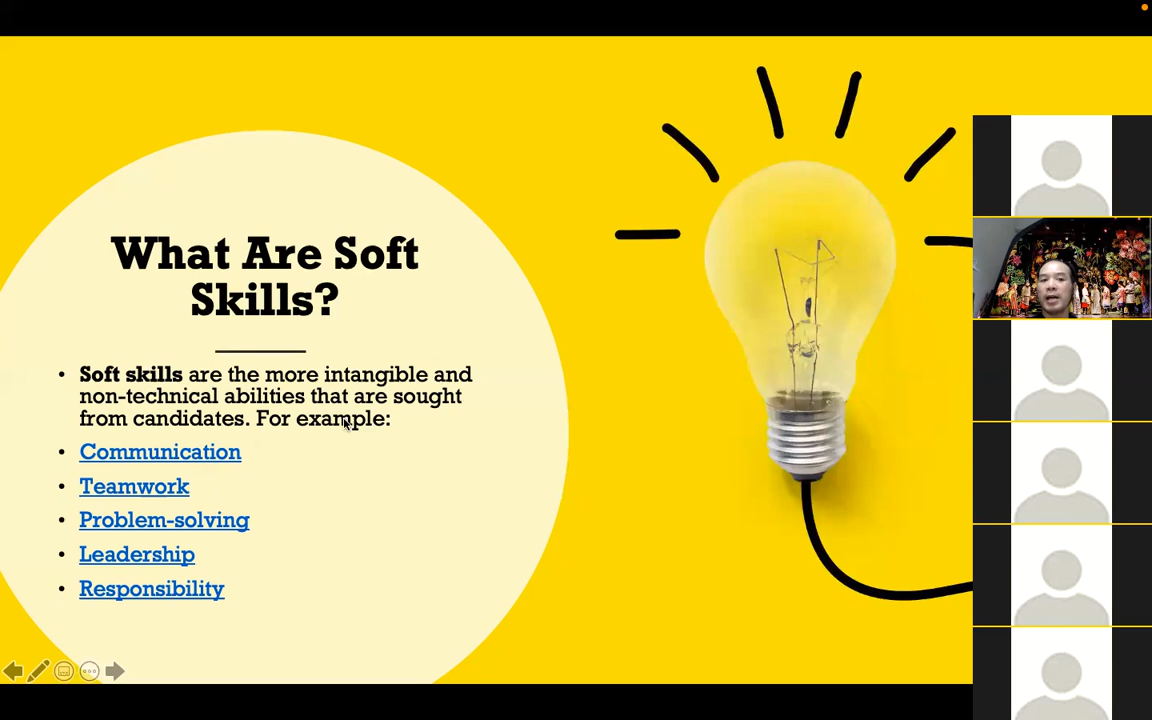 What Are Soft
Skills?
• Soft skills are the more intangible and
non-technical abilities that are sought
from candidates. For example:
• Communication
• Teamwork
• Problem-solving
• Leadership
• Responsibility